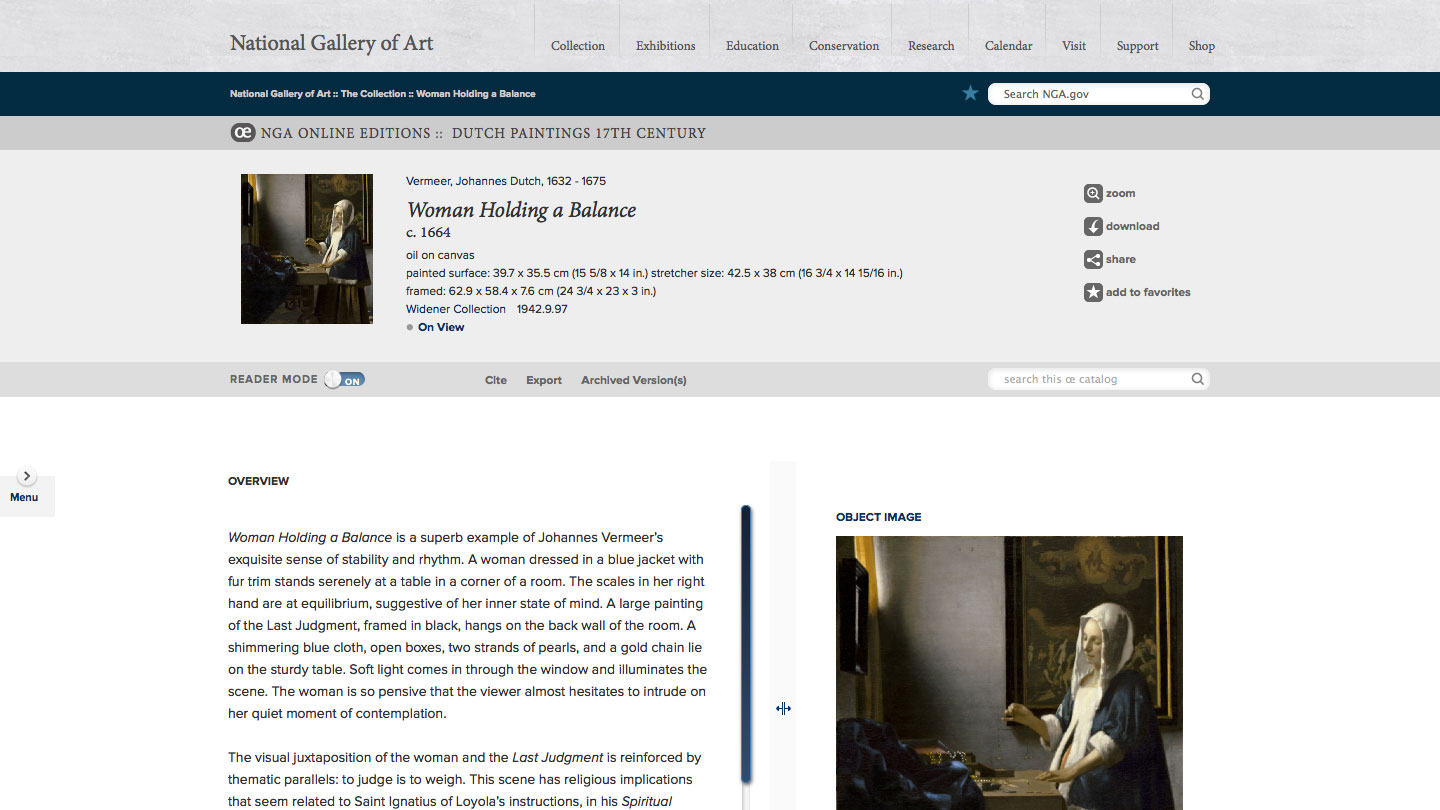 National Gallery of Art
Collection
Exhibitions
Education
Conservation
Research
Calendar
Visit
Support
Shop
National Gallery of Art :: The Collection :: Woman Holding a Balance
Search NGA.gov
œ NGA ONLINE EDITIONS :: DUTCH PAINTINGS 17TH CENTURY
Vermeer, Johannes Dutch, 1632 - 1675
Woman Holding a Balance
c. 1664
oil on canvas
painted surface: 39.7 x 35.5 cm (15 5/8 x 14 in.) stretcher size: 42.5 x 38 cm (16 3/4 x 14 15/16 in.)
framed: 62.9 x 58.4 x 7.6 cm (24 3/4 x 23 x 3 in.)
Widener Collection 1942.9.97
On View
zoom
download
share
add to favorites
READER MODE ON
Cite
Export
Archived Version(s)
search this œ catalog
Menu
OVERVIEW
Woman Holding a Balance is a superb example of Johannes Vermeer’s
exquisite sense of stability and rhythm. A woman dressed in a blue jacket with
fur trim stands serenely at a table in a corner of a room. The scales in her right
hand are at equilibrium, suggestive of her inner state of mind. A large painting
of the Last Judgment, framed in black, hangs on the back wall of the room. A
shimmering blue cloth, open boxes, two strands of pearls, and a gold chain lie
on the sturdy table. Soft light comes in through the window and illuminates the
scene. The woman is so pensive that the viewer almost hesitates to intrude on
her quiet moment of contemplation.
The visual juxtaposition of the woman and the Last Judgment is reinforced by
thematic parallels: to judge is to weigh. This scene has religious implications
that seem related to Saint Ignatius of Loyola’s instructions, in his Spiritual
OBJECT IMAGE